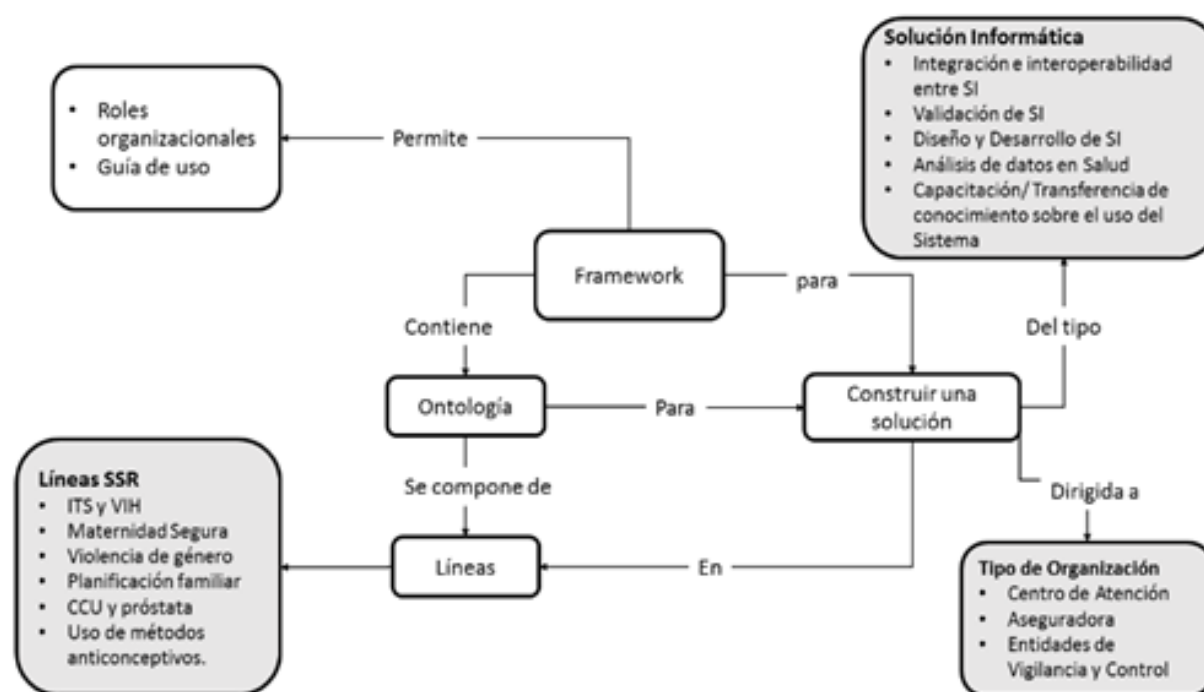 Solución Informática
• Integración e interoperabilidad
entre SI
• Validación de SI
• Diseño y Desarrollo de SI
• Análisis de datos en Salud
• Capacitación/ Transferencia de
conocimiento sobre el uso del
Sistema
• Roles
organizacionales
• Guía de uso
Permite
Framework
para
Contiene
Del tipo
Ontología
Para
Construir una
solución
Líneas SSR
• ITS y VIH
• Maternidad Segura
• Violencia de género
• Planificación familiar
• CCU y próstata
• Uso de métodos
anticonceptivos.
Se compone de
Dirigida a
Líneas
En
Tipo de Organización
• Centro de Atención
• Aseguradora
• Entidades de
Vigilancia y Control